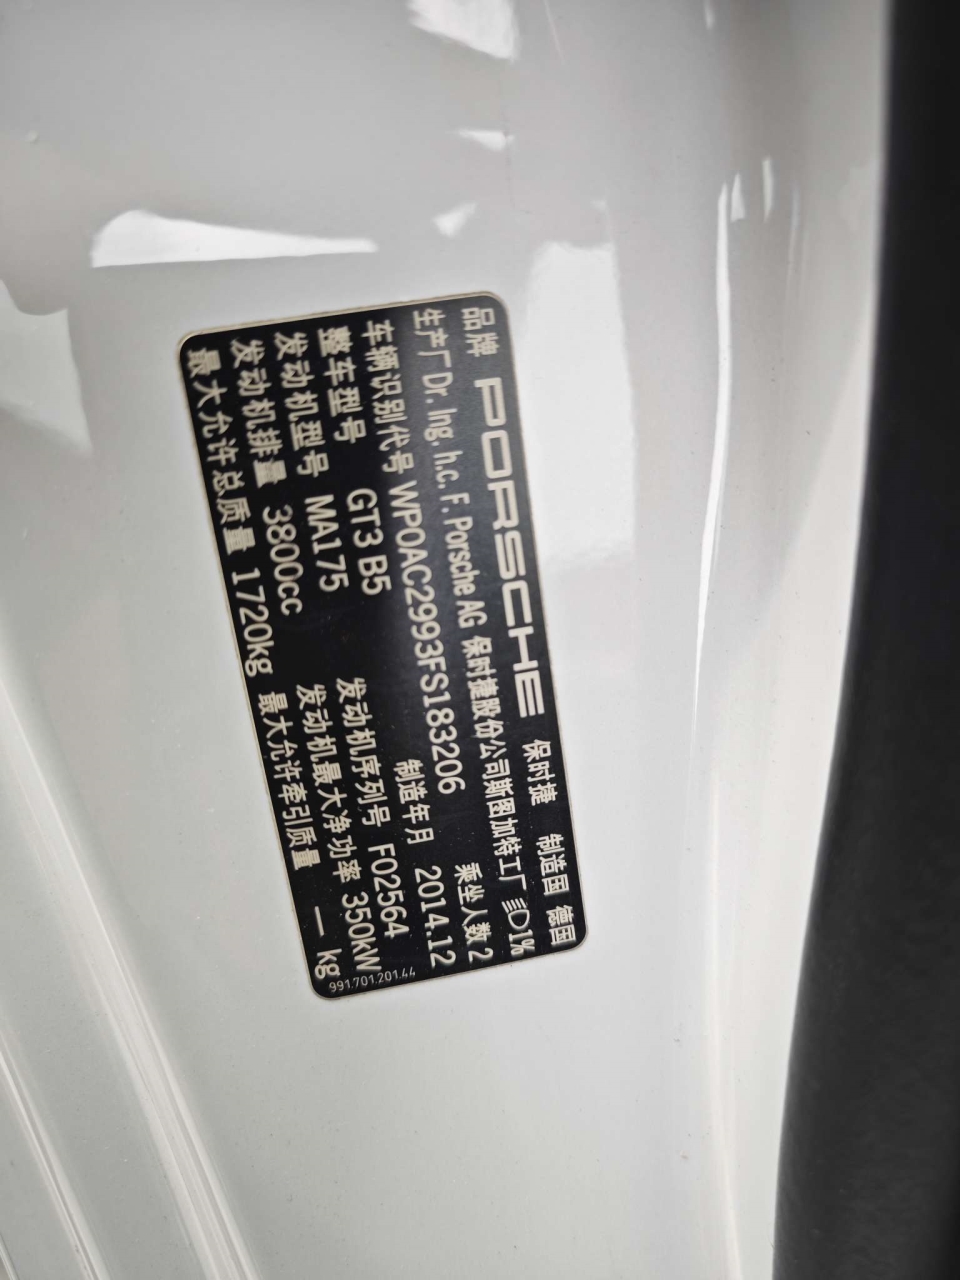 品牌 PORSCHE 保时捷 制造国 德国
生产厂 Dr. Ing. h.c. F. Porsche AG 保时捷股份公司斯图加特工厂 1%
车辆识别代号 WP0AC2993FS183206 乘坐人数 2
整车型号 GT3 B5 制造年月 2014.12
发动机型号 MA175 发动机序列号 F02564
发动机排量 3800cc 发动机最大净功率 350kW
最大允许总质量 1720kg 最大允许牵引质量 — kg
991.701.201.44